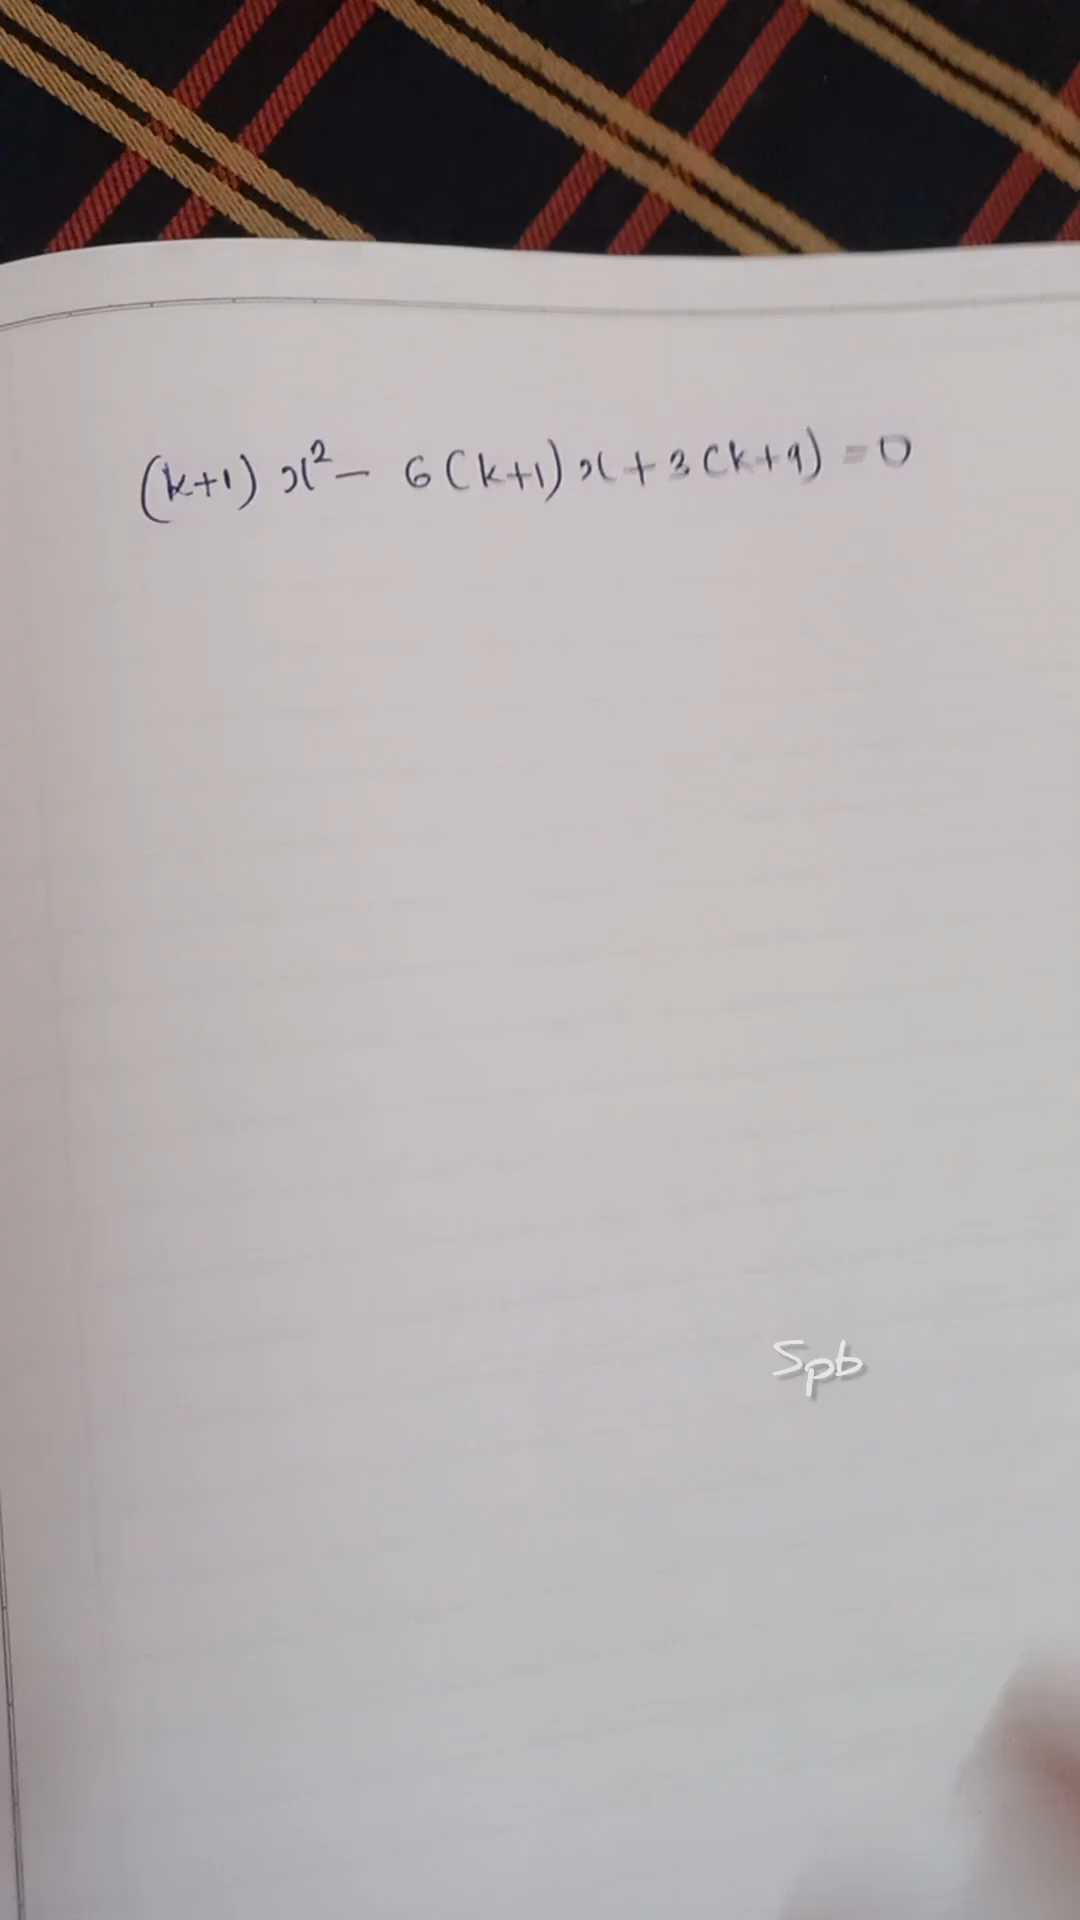 (k+1) x² - 6(k+1)x + 3(k+9) = 0
Spb